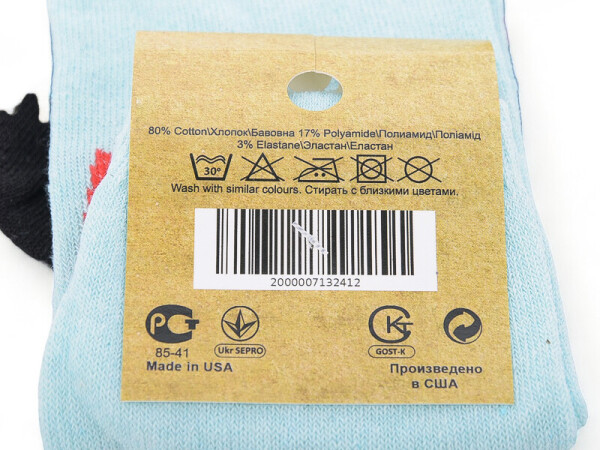 80% Cotton\Хлопок\Бавовна 17% Polyamide\Полиамид\Поліамід
3% Elastane\Эластан\Еластан
30°
Wash with similar colours. Стирать с близкими цветами.
2000007132412
РСТ
85-41
Made in USA
Ukr SEPRO
GOST-K
Произведено
в США